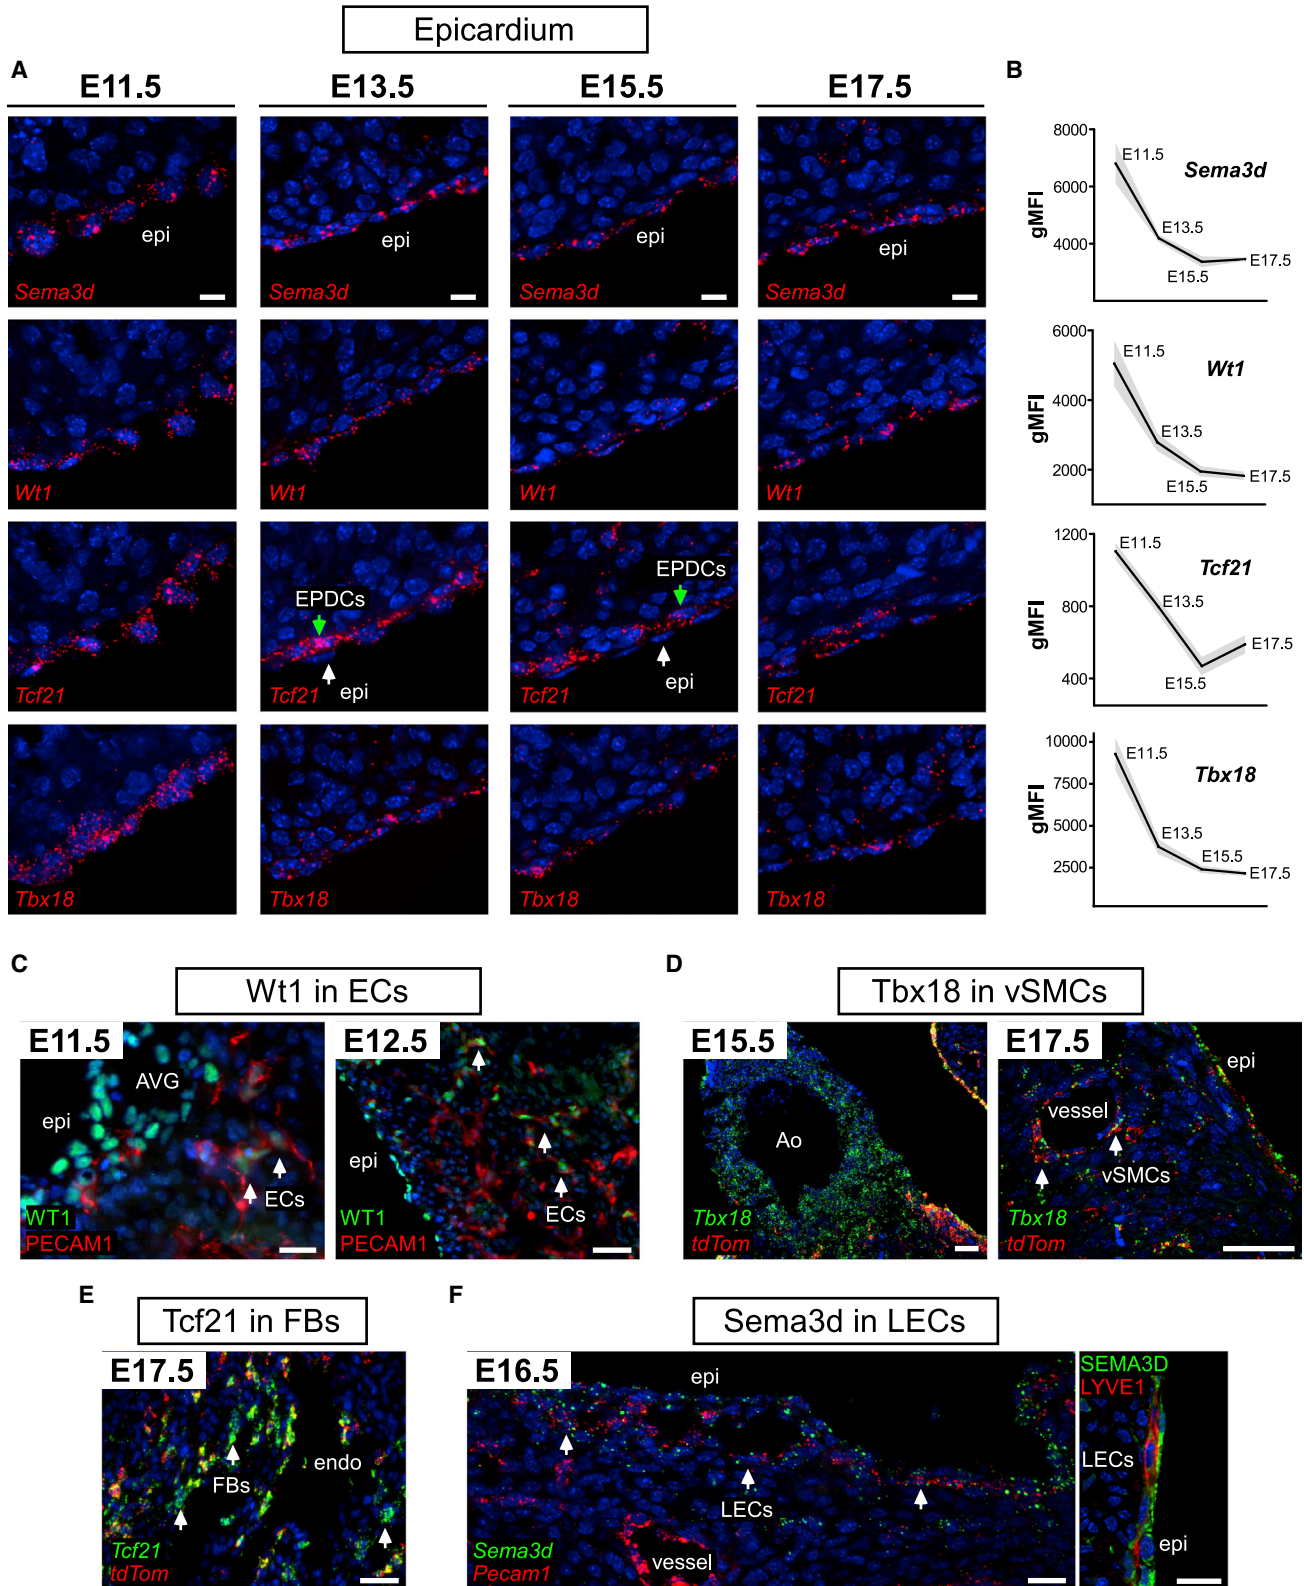 Epicardium
A
E11.5
E13.5
E15.5
E17.5
epi
Sema3d
epi
Sema3d
epi
Sema3d
epi
Sema3d
Wt1
Wt1
Wt1
Wt1
Tcf21
EPDCs
epi
Tcf21
EPDCs
epi
Tcf21
Tcf21
Tbx18
Tbx18
Tbx18
Tbx18
B
8000
6000
4000
gMFI
E11.5
E13.5
E15.5
E17.5
Sema3d
6000
4000
2000
gMFI
E11.5
E13.5
E15.5
E17.5
Wt1
1200
800
400
gMFI
E11.5
E13.5
E15.5
E17.5
Tcf21
10000
7500
5000
2500
gMFI
E11.5
E13.5
E15.5
E17.5
Tbx18
C
Wt1 in ECs
E11.5
AVG
epi
ECs
WT1
PECAM1
E12.5
epi
ECs
WT1
PECAM1
D
Tbx18 in vSMCs
E15.5
Ao
Tbx18
tdTom
E17.5
epi
vessel
vSMCs
Tbx18
tdTom
E
Tcf21 in FBs
E17.5
endo
FBs
Tcf21
tdTom
F
Sema3d in LECs
E16.5
epi
LECs
vessel
Sema3d
Pecam1
SEMA3D
LYVE1
LECs
epi